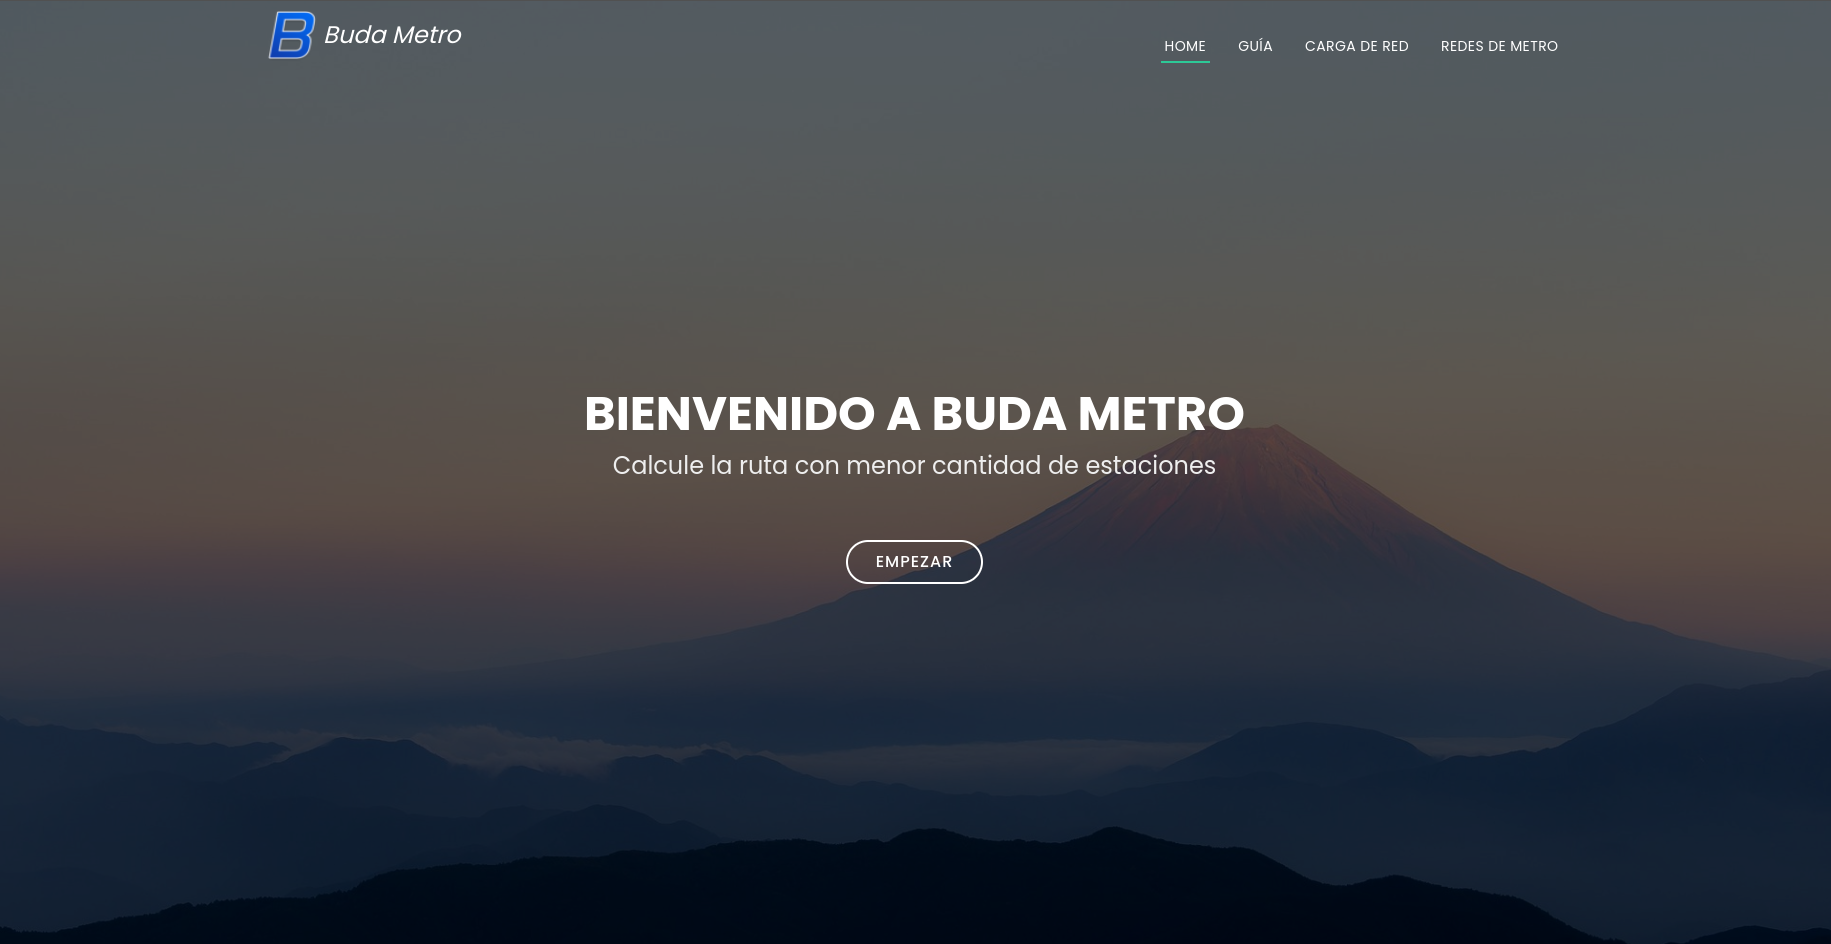 B Buda Metro
HOME GUÍA CARGA DE RED REDES DE METRO
BIENVENIDO A BUDA METRO
Calcule la ruta con menor cantidad de estaciones
EMPEZAR